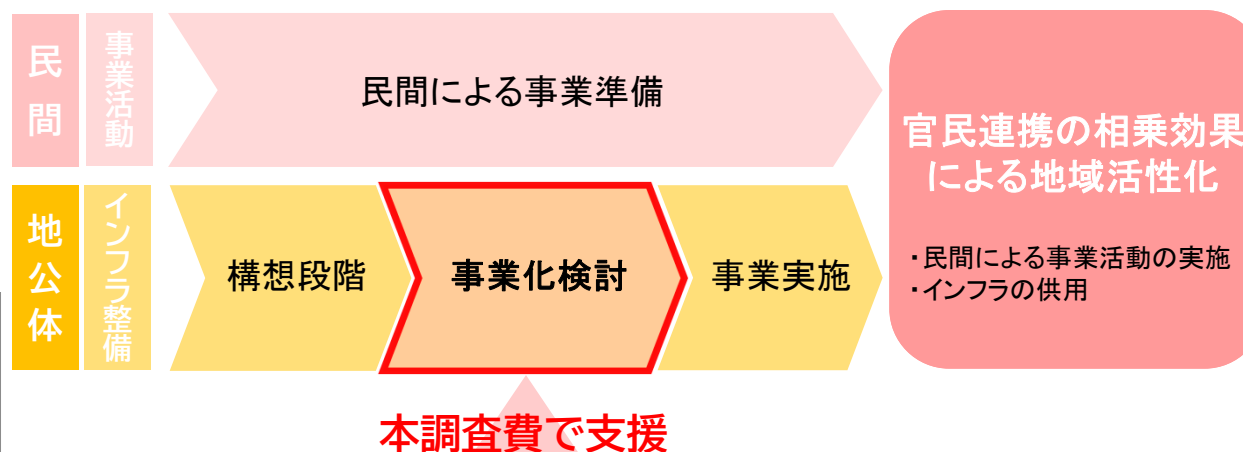 民間
事業活動
民間による事業準備
地公体
インフラ整備
構想段階
事業化検討
事業実施
官民連携の相乗効果
による地域活性化
・民間による事業活動の実施
・インフラの供用
本調査費で支援